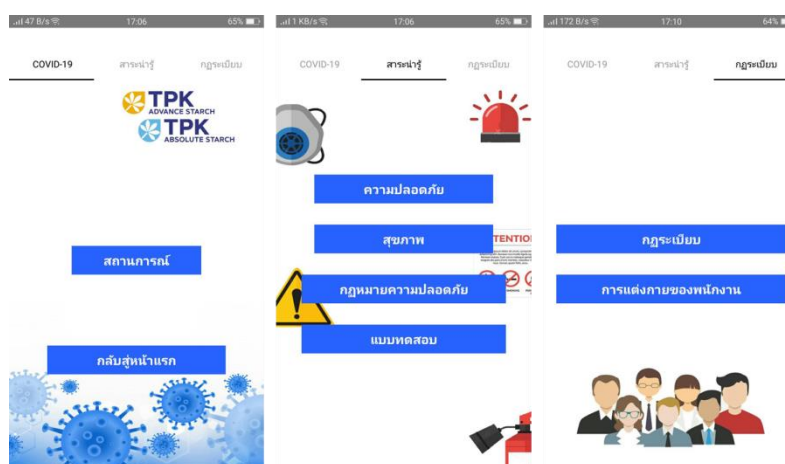 .ııl 47 B/s 17:06 65%
COVID-19 สาระน่ารู้ กฎระเบียบ
TPK
ADVANCE STARCH
TPK
ABSOLUTE STARCH
สถานการณ์
กลับสู่หน้าแรก
1 KB/s 17:06 65%
COVID-19 สาระน่ารู้ กฎระเบียบ
ความปลอดภัย
สุขภาพ
TENTIO
กฎหมายความปลอดภัย
แบบทดสอบ
172 B/s 17:10 64%
COVID-19 สาระน่ารู้ กฎระเบียบ
กฎระเบียบ
การแต่งกายของพนักงาน